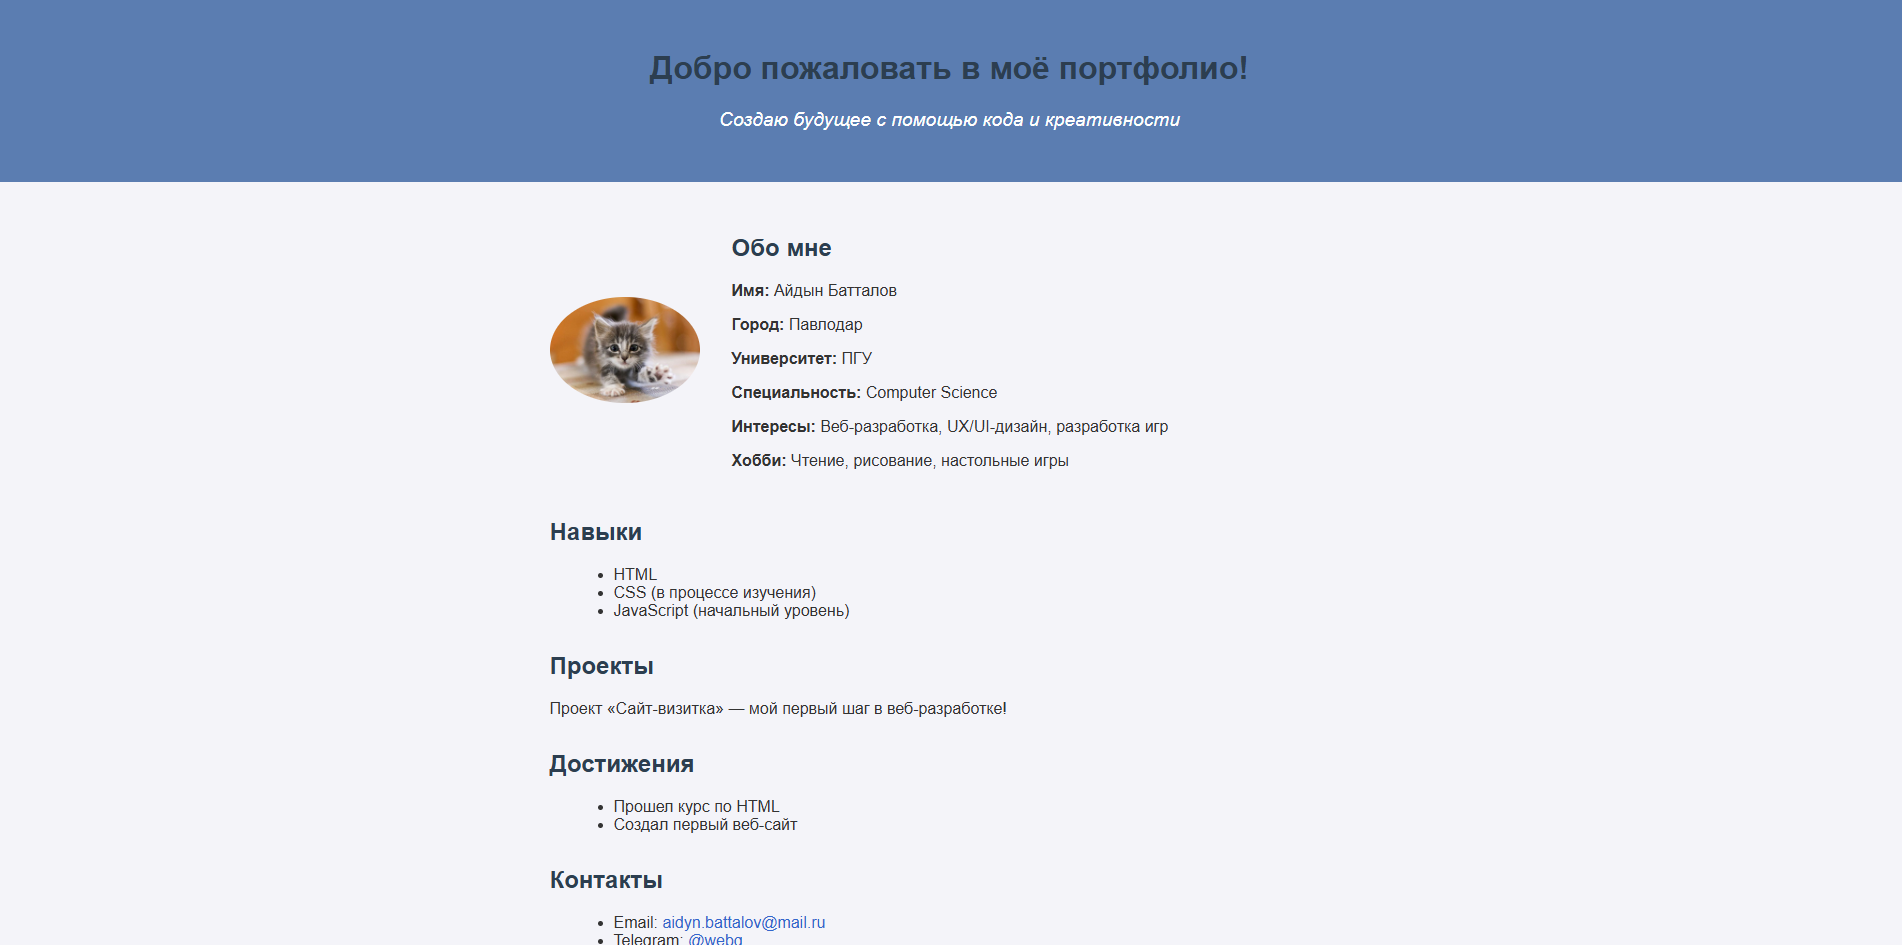 Добро пожаловать в моё портфолио!
Создаю будущее с помощью кода и креативности
Обо мне
Имя: Айдын Батталов
Город: Павлодар
Университет: ПГУ
Специальность: Computer Science
Интересы: Веб-разработка, UX/UI-дизайн, разработка игр
Хобби: Чтение, рисование, настольные игры
Навыки
HTML
CSS (в процессе изучения)
JavaScript (начальный уровень)
Проекты
Проект «Сайт-визитка» — мой первый шаг в веб-разработке!
Достижения
Прошел курс по HTML
Создал первый веб-сайт
Контакты
Email: aidyn.battalov@mail.ru
Telegram: